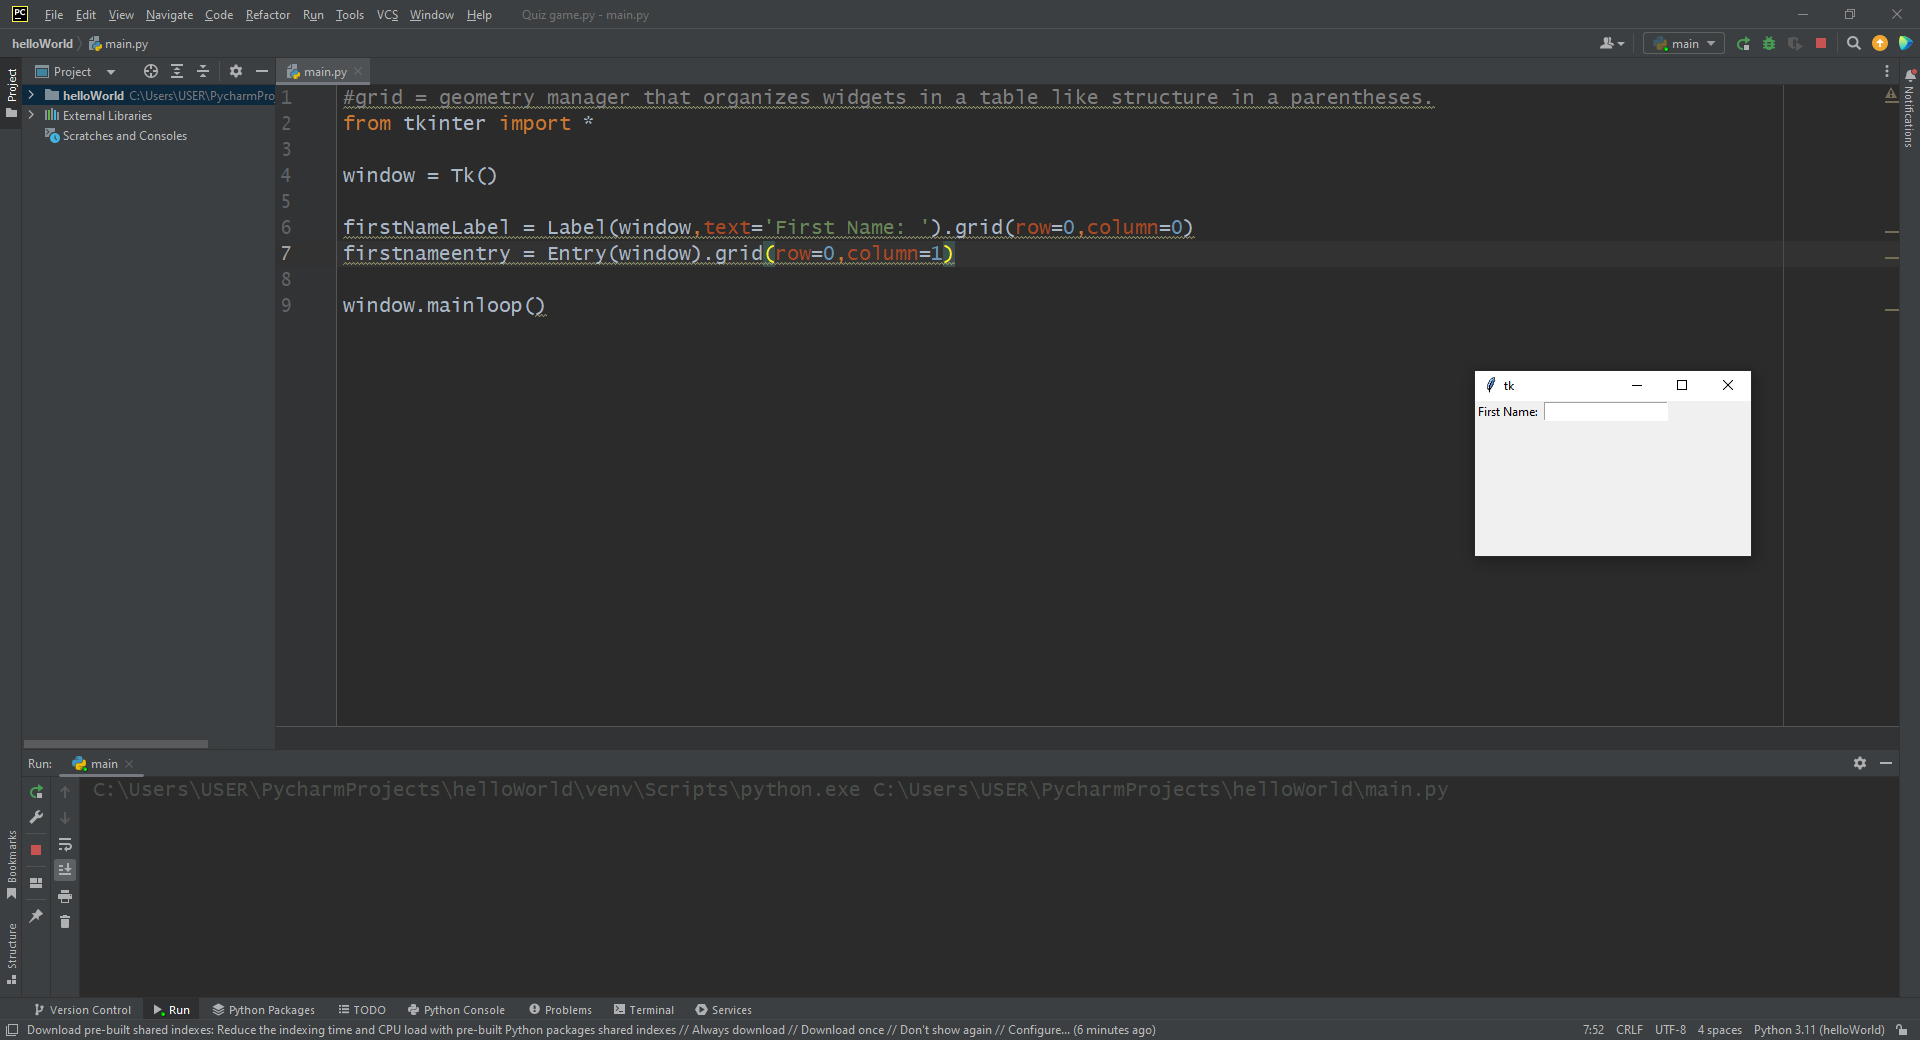 PC File Edit View Navigate Code Refactor Run Tools VCS Window Help Quiz game.py - main.py
helloWorld main.py main
Project Project main.py
helloWorld C:\Users\USER\PycharmPro
External Libraries
Scratches and Consoles
Notifications
1 #grid = geometry manager that organizes widgets in a table like structure in a parentheses.
2 from tkinter import *
3
4 window = Tk()
5
6 firstNameLabel = Label(window,text='First Name: ').grid(row=0,column=0)
7 firstnameentry = Entry(window).grid(row=0,column=1)
8
9 window.mainloop()
tk
First Name:
Run: main
C:\Users\USER\PycharmProjects\helloWorld\venv\Scripts\python.exe C:\Users\USER\PycharmProjects\helloWorld\main.py
Bookmarks
Structure
Version Control Run Python Packages TODO Python Console Problems Terminal Services
Download pre-built shared indexes: Reduce the indexing time and CPU load with pre-built Python packages shared indexes // Always download // Download once // Don't show again // Configure... (6 minutes ago) 7:52 CRLF UTF-8 4 spaces Python 3.11 (helloWorld)